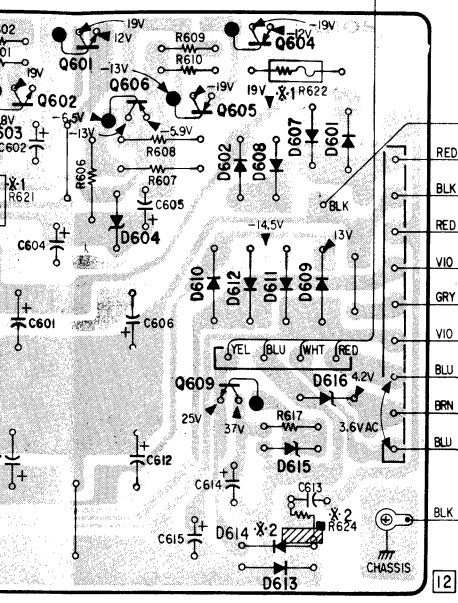 19V
12V
-19V
-12V
Q601
R609
R610
Q604
19V
-13V
Q606
-19V
Q605
19V
※1
R622
Q602
-6.5V
-13V
-5.9V
R608
R607
D602
D608
D607
D601
C602
RED
R606
※1
R621
C605
BLK
BLK
D604
-14.5V
13V
RED
C604
VIO
D610
D612
D611
D609
GRY
C601
C606
VIO
YEL
BLU
WHT
RED
Q609
D616
4.2V
BLU
25V
37V
R617
3.6V AC
BRN
D615
BLU
C612
C614
C613
※2
R624
BLK
C615
D614
※2
CHASSIS
D613
12